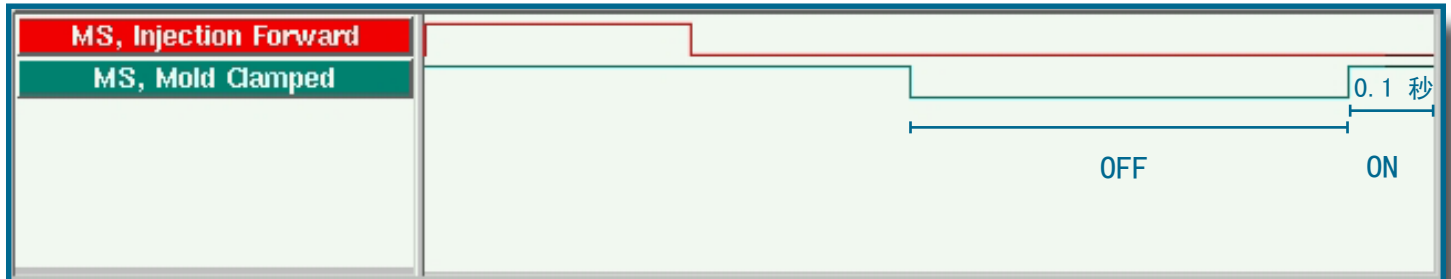 MS, Injection Forward
MS, Mold Clamped
0.1 秒
OFF
ON